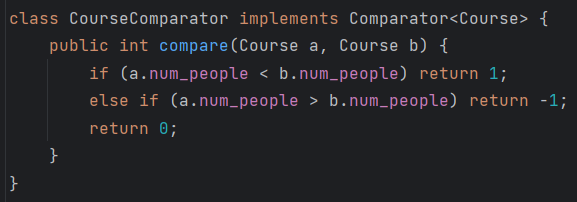 class CourseComparator implements Comparator<Course> {
    public int compare(Course a, Course b) {
        if (a.num_people < b.num_people) return 1;
        else if (a.num_people > b.num_people) return -1;
        return 0;
    }
}